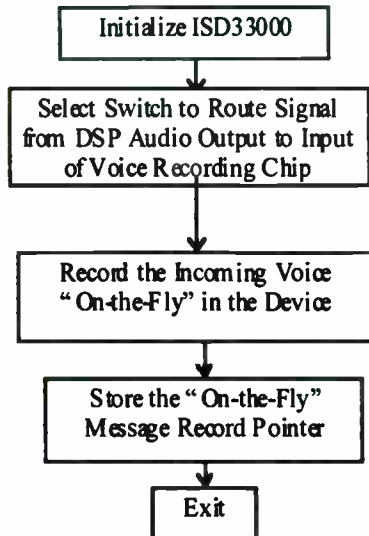 Initialize ISD33000
Select Switch to Route Signal
from DSP Audio Output to Input
of Voice Recording Chip
Record the Incoming Voice
“On-the-Fly” in the Device
Store the “On-the-Fly”
Message Record Pointer
Exit